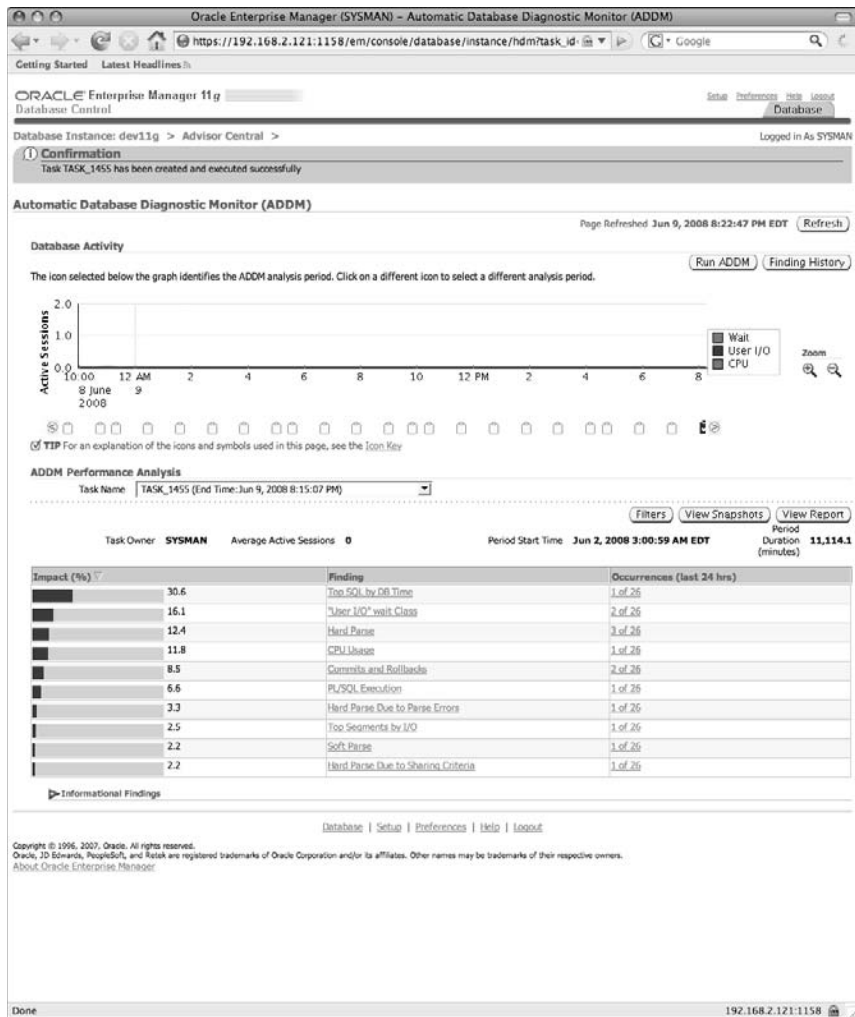 Oracle Enterprise Manager (SYSMAN) – Automatic Database Diagnostic Monitor (ADDM)
https://192.168.2.121:1158/em/console/database/instance/hdm?task_id
Google
Getting Started Latest Headlines
ORACLE Enterprise Manager 11g
Database Control
Setup Preferences Help Logout
Database
Database Instance: dev11g > Advisor Central >
Logged in As SYSMAN
Confirmation
Task TASK_1455 has been created and executed successfully
Automatic Database Diagnostic Monitor (ADDM)
Page Refreshed Jun 9, 2008 8:22:47 PM EDT Refresh
Database Activity
Run ADDM Finding History
The icon selected below the graph identifies the ADDM analysis period. Click on a different icon to select a different analysis period.
Active Sessions
2.0
1.0
0.0
10:00 12 AM 2 4 6 8 10 12 PM 2 4 6 8
8 June 9
2008
Wait
User I/O
CPU
Zoom
TIP For an explanation of the icons and symbols used in this page, see the Icon Key
ADDM Performance Analysis
Task Name TASK_1455 (End Time:Jun 9, 2008 8:15:07 PM)
Filters View Snapshots View Report
Task Owner SYSMAN Average Active Sessions 0 Period Start Time Jun 2, 2008 3:00:59 AM EDT Period Duration (minutes) 11,114.1
Impact (%) Finding Occurrences (last 24 hrs)
30.6 Top SQL by DB Time 1 of 26
16.1 "User I/O" wait Class 2 of 26
12.4 Hard Parse 3 of 26
11.8 CPU Usage 1 of 26
8.5 Commits and Rollbacks 2 of 26
6.6 PL/SQL Execution 1 of 26
3.3 Hard Parse Due to Parse Errors 1 of 26
2.5 Top Segments by I/O 1 of 26
2.2 Soft Parse 1 of 26
2.2 Hard Parse Due to Sharing Criteria 1 of 26
Informational Findings
Database | Setup | Preferences | Help | Logout
Copyright © 1996, 2007, Oracle. All rights reserved.
Oracle, JD Edwards, PeopleSoft, and Retek are registered trademarks of Oracle Corporation and/or its affiliates. Other names may be trademarks of their respective owners.
About Oracle Enterprise Manager
Done
192.168.2.121:1158